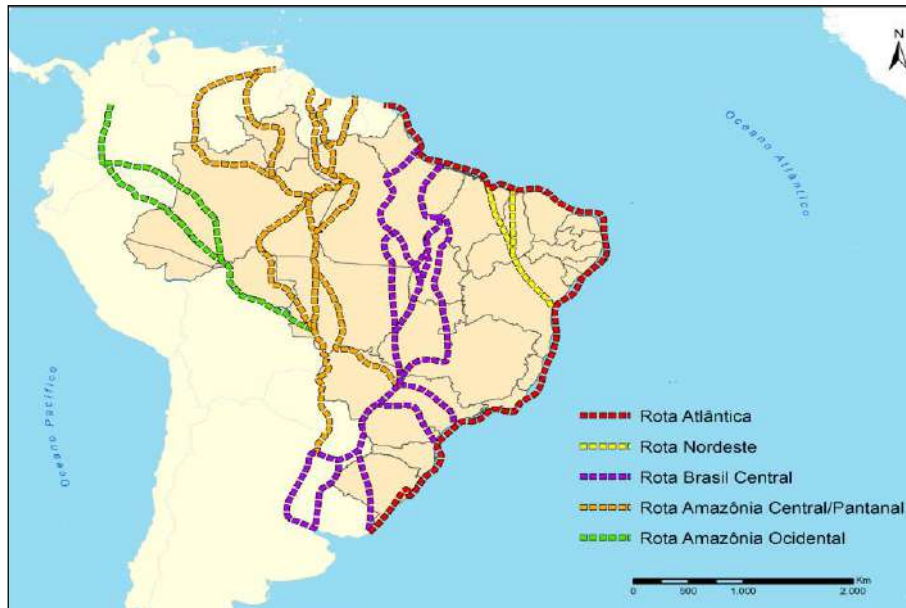 N
Oceano Atlântico
Oceano Pacífico
Rota Atlântica
Rota Nordeste
Rota Brasil Central
Rota Amazônia Central/Pantanal
Rota Amazônia Ocidental
Km
0 500 1.000 2.000